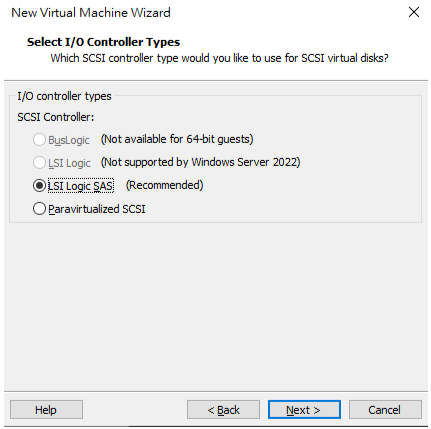 New Virtual Machine Wizard
Select I/O Controller Types
Which SCSI controller type would you like to use for SCSI virtual disks?
I/O controller types
SCSI Controller:
BusLogic (Not available for 64-bit guests)
LSI Logic (Not supported by Windows Server 2022)
LSI Logic SAS (Recommended)
Paravirtualized SCSI
Help < Back Next > Cancel